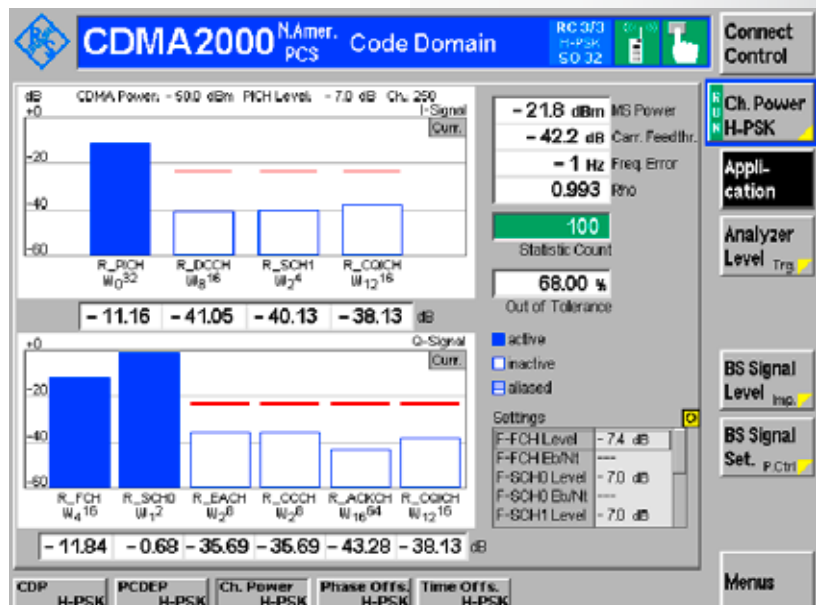 CDMA2000 N.Amer. PCS Code Domain
RC 3/3
H-PSK
SO 32
Connect Control
dB CDMA Power: - 50.0 dBm PICH Level: - 7.0 dB Ch.: 250
+0 I-Signal
Curr.
-20
-40
-60
R_PICH R_DCCH R_SCH1 R_CQICH
W0 32 W8 16 W2 4 W12 16
- 11.16 - 41.05 - 40.13 - 38.13 dB
+0 Q-Signal
Curr.
-20
-40
-60
R_FCH R_SCH0 R_EACH R_CCCH R_ACKCH R_CQICH
W4 16 W1 2 W2 8 W2 8 W16 64 W12 16
- 11.84 - 0.68 - 35.69 - 35.69 - 43.28 - 38.13 dB
- 21.8 dBm MS Power
- 42.2 dB Carr. Feedthr.
- 1 Hz Freq. Error
0.993 Rho
100
Statistic Count
68.00 %
Out of Tolerance
active
inactive
aliased
Settings
F-FCH Level - 7.4 dB
F-FCH Eb/Nt ---
F-SCH0 Level - 7.0 dB
F-SCH0 Eb/Nt ---
F-SCH1 Level - 7.0 dB
RUN
Ch. Power
H-PSK
Appli-
cation
Analyzer
Level Trg.
BS Signal
Level Imp.
BS Signal
Set. P.Ctrl
Menus
CDP H-PSK
PCDEP H-PSK
Ch. Power H-PSK
Phase Offs. H-PSK
Time Offs. H-PSK